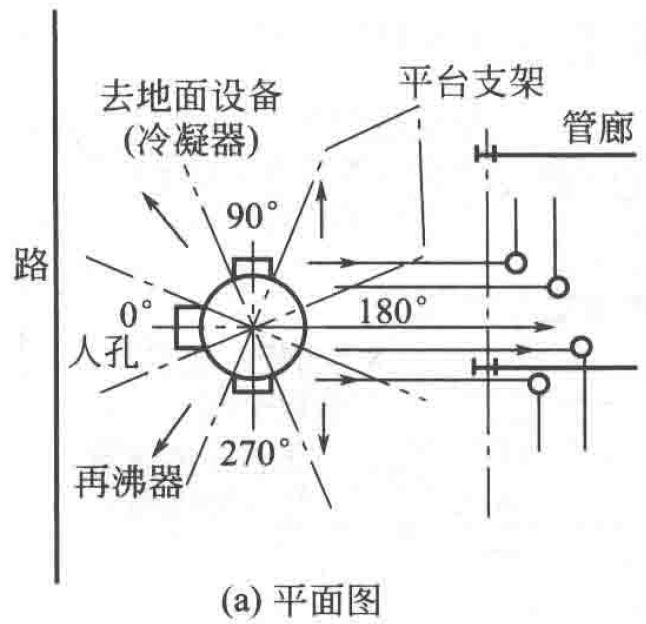 去地面设备
(冷凝器)
平台支架
管廊
90°
路
0°
180°
人孔
270°
再沸器
(a) 平面图